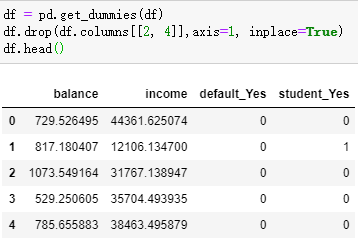 df = pd.get_dummies(df)
df.drop(df.columns[[2, 4]],axis=1, inplace=True)
df.head()
balance income default_Yes student_Yes
0 729.526495 44361.625074 0 0
1 817.180407 12106.134700 0 1
2 1073.549164 31767.138947 0 0
3 529.250605 35704.493935 0 0
4 785.655883 38463.495879 0 0